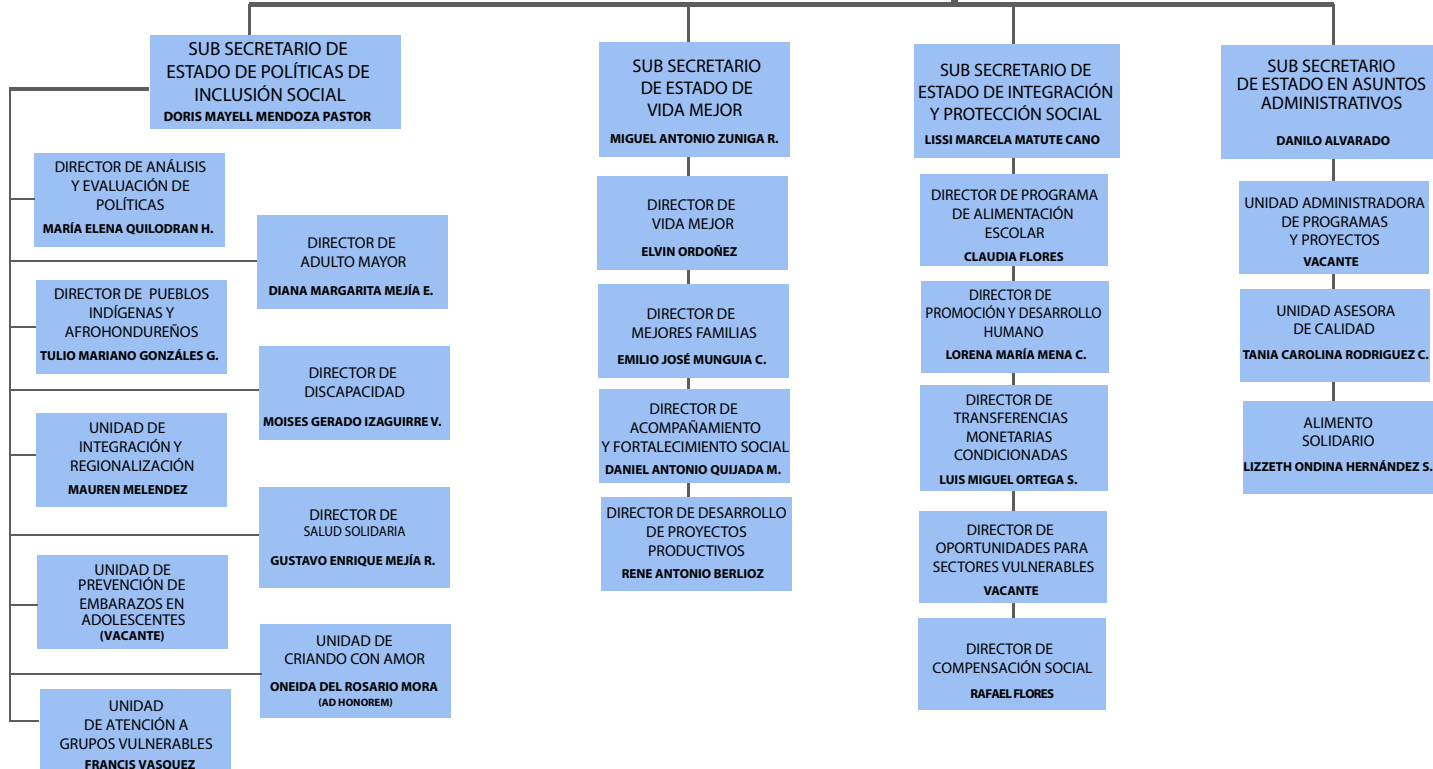 SUB SECRETARIO DE
ESTADO DE POLÍTICAS DE
INCLUSIÓN SOCIAL
DORIS MAYELL MENDOZA PASTOR
DIRECTOR DE ANÁLISIS
Y EVALUACIÓN DE
POLÍTICAS
MARÍA ELENA QUILODRAN H.
DIRECTOR DE
ADULTO MAYOR
DIANA MARGARITA MEJÍA E.
DIRECTOR DE PUEBLOS
INDÍGENAS Y
AFROHONDUREÑOS
TULIO MARIANO GONZÁLES G.
DIRECTOR DE
DISCAPACIDAD
MOISES GERADO IZAGUIRRE V.
UNIDAD DE
INTEGRACIÓN Y
REGIONALIZACIÓN
MAUREN MELENDEZ
DIRECTOR DE
SALUD SOLIDARIA
GUSTAVO ENRIQUE MEJÍA R.
UNIDAD DE
PREVENCIÓN DE
EMBARAZOS EN
ADOLESCENTES
(VACANTE)
UNIDAD DE
CRIANDO CON AMOR
ONEIDA DEL ROSARIO MORA
(AD HONOREM)
UNIDAD
DE ATENCIÓN A
GRUPOS VULNERABLES
FRANCIS VASQUEZ
SUB SECRETARIO
DE ESTADO DE
VIDA MEJOR
MIGUEL ANTONIO ZUNIGA R.
DIRECTOR DE
VIDA MEJOR
ELVIN ORDOÑEZ
DIRECTOR DE
MEJORES FAMILIAS
EMILIO JOSÉ MUNGUIA C.
DIRECTOR DE
ACOMPAÑAMIENTO
Y FORTALECIMIENTO SOCIAL
DANIEL ANTONIO QUIJADA M.
DIRECTOR DE DESARROLLO
DE PROYECTOS
PRODUCTIVOS
RENE ANTONIO BERLIOZ
SUB SECRETARIO DE
ESTADO DE INTEGRACIÓN
Y PROTECCIÓN SOCIAL
LISSI MARCELA MATUTE CANO
DIRECTOR DE PROGRAMA
DE ALIMENTACIÓN
ESCOLAR
CLAUDIA FLORES
DIRECTOR DE
PROMOCIÓN Y DESARROLLO
HUMANO
LORENA MARÍA MENA C.
DIRECTOR DE
TRANSFERENCIAS
MONETARIAS
CONDICIONADAS
LUIS MIGUEL ORTEGA S.
DIRECTOR DE
OPORTUNIDADES PARA
SECTORES VULNERABLES
VACANTE
DIRECTOR DE
COMPENSACIÓN SOCIAL
RAFAEL FLORES
SUB SECRETARIO
DE ESTADO EN ASUNTOS
ADMINISTRATIVOS
DANILO ALVARADO
UNIDAD ADMINISTRADORA
DE PROGRAMAS
Y PROYECTOS
VACANTE
UNIDAD ASESORA
DE CALIDAD
TANIA CAROLINA RODRIGUEZ C.
ALIMENTO
SOLIDARIO
LIZZETH ONDINA HERNÁNDEZ S.